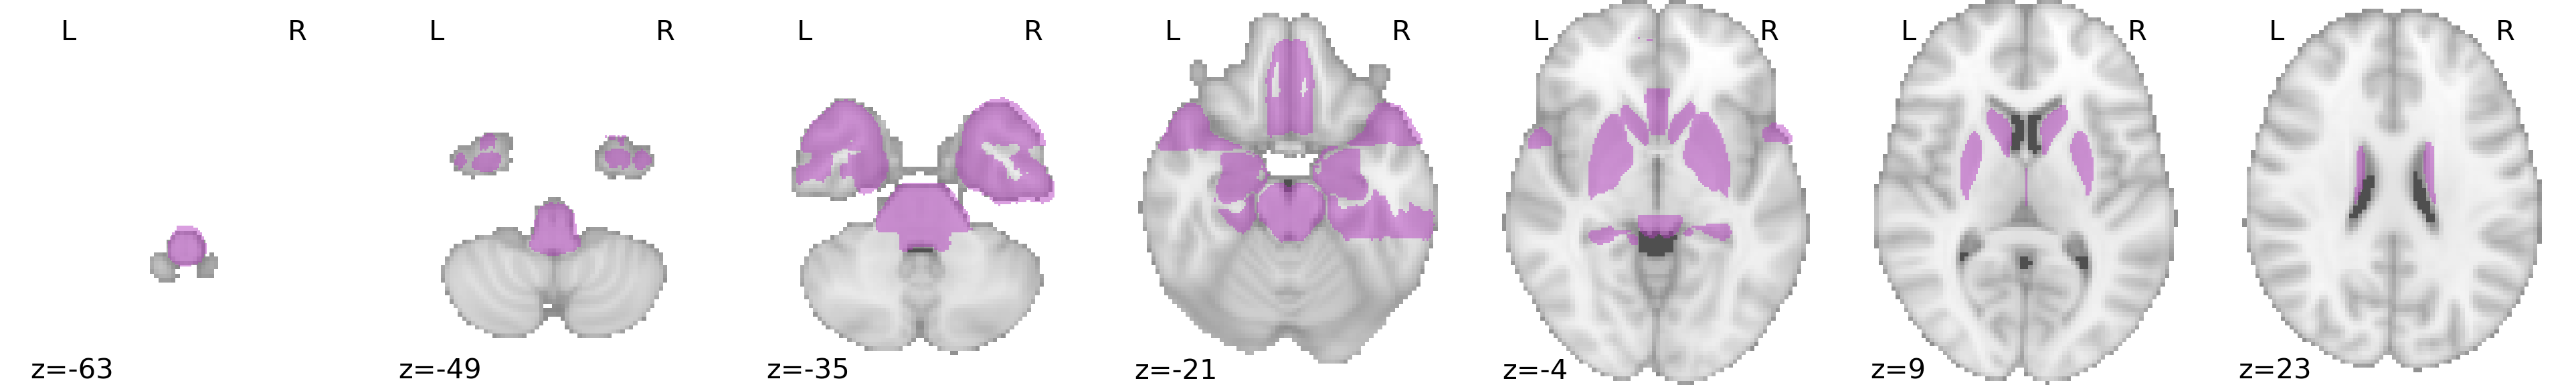 L R L R L R L R L R L R L R
z=-63 z=-49 z=-35 z=-21 z=-4 z=9 z=23